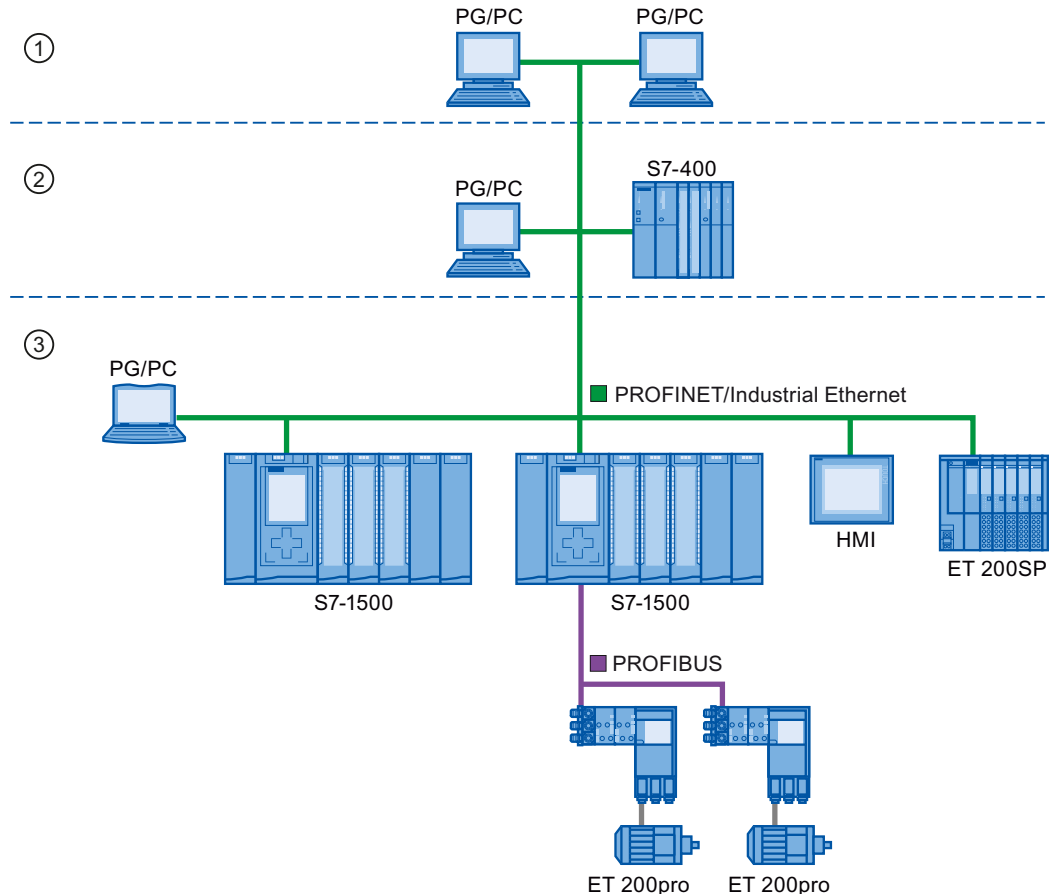 PG/PC PG/PC
①
②
PG/PC
S7-400
③
PG/PC
PROFINET/Industrial Ethernet
S7-1500
S7-1500
HMI
ET 200SP
PROFIBUS
ET 200pro
ET 200pro